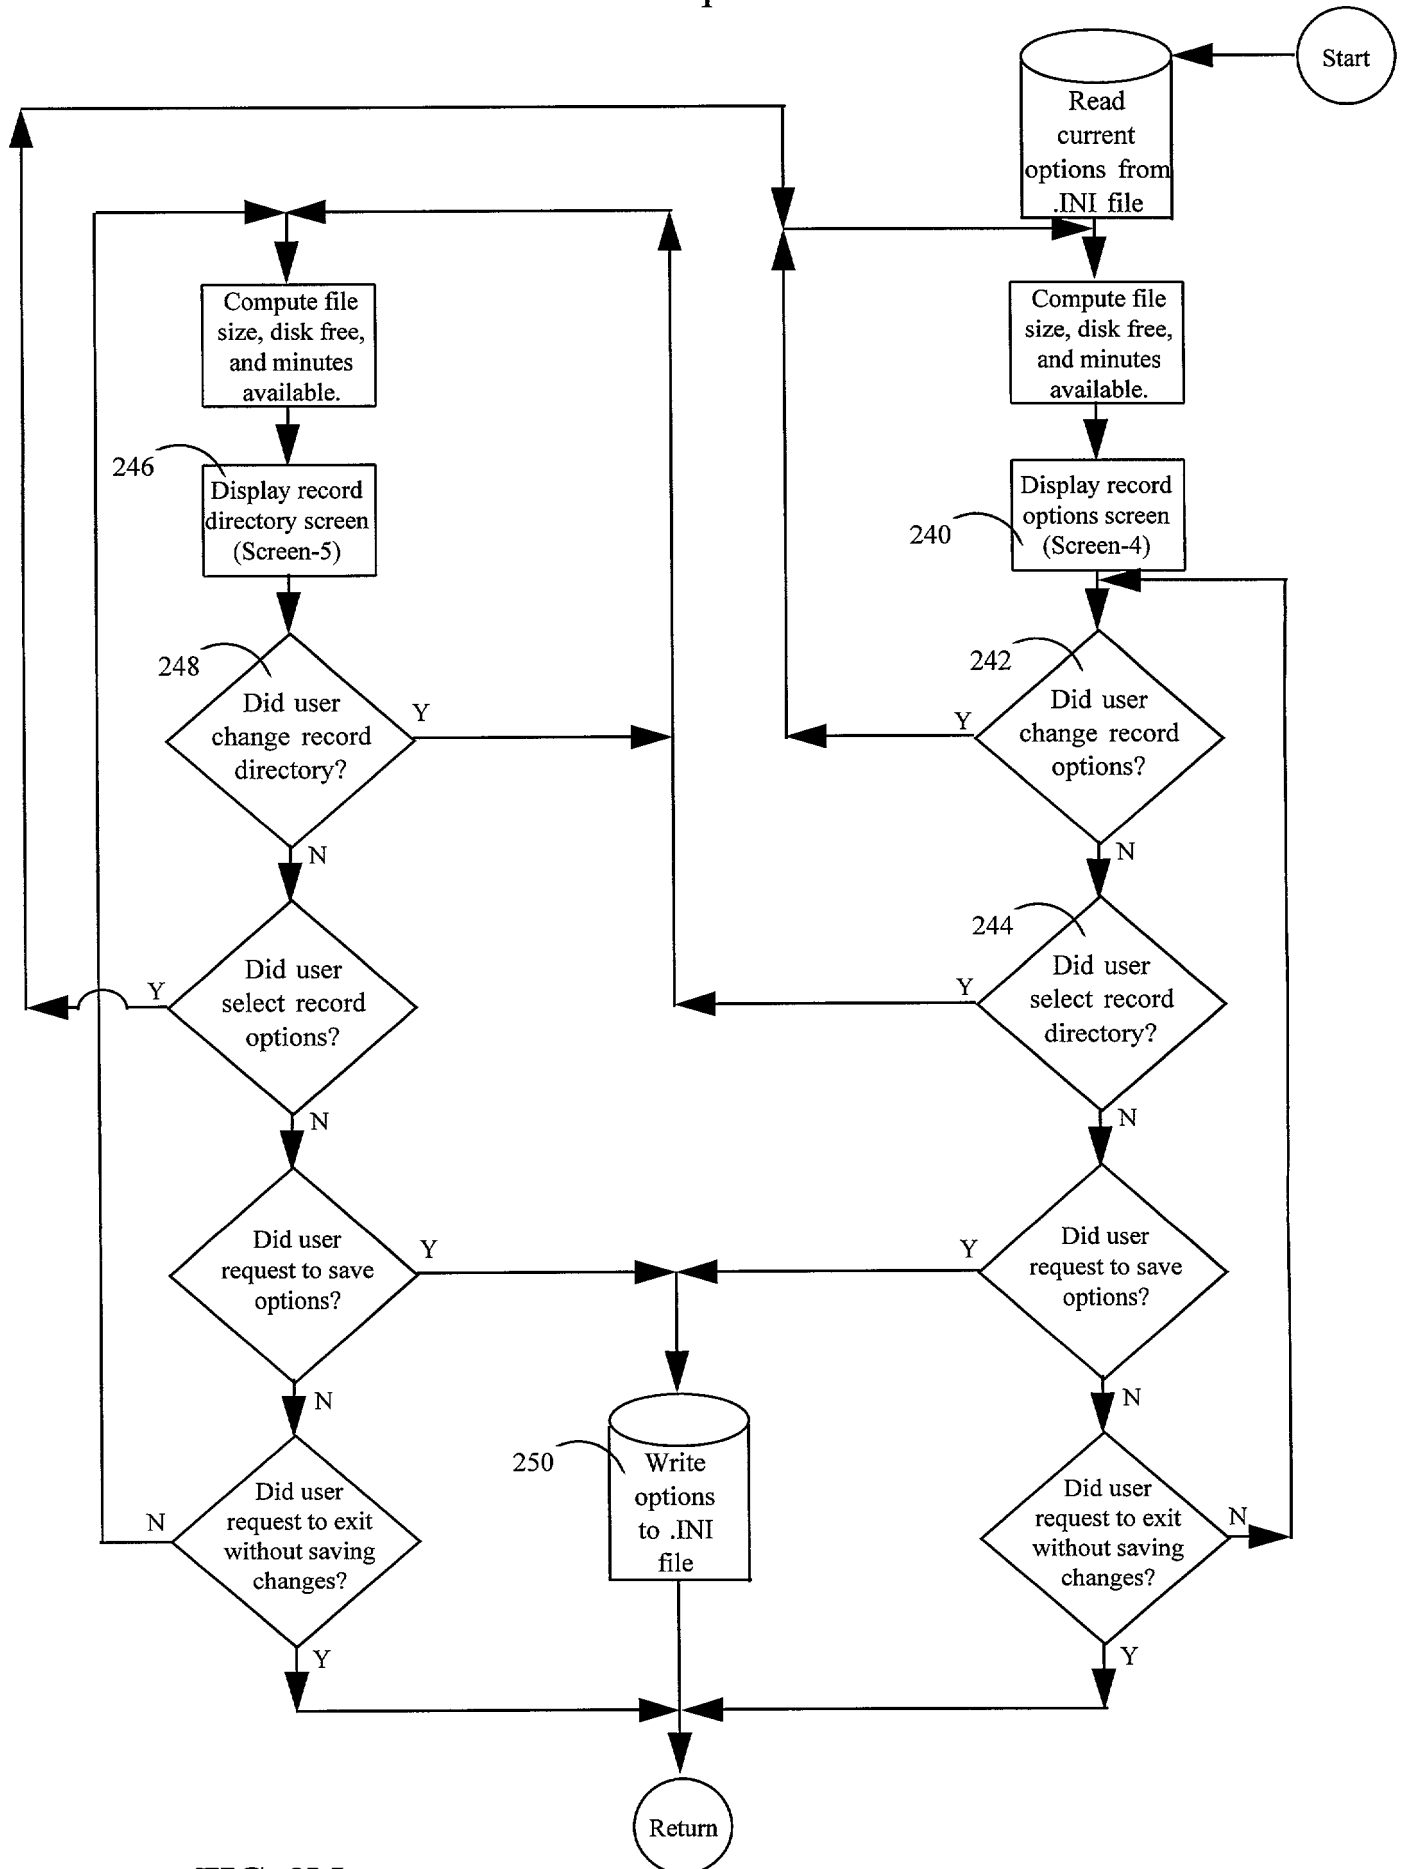 Start
Read
current
options from
.INI file
Compute file
size, disk free,
and minutes
available.
Compute file
size, disk free,
and minutes
available.
246
Display record
directory screen
(Screen-5)
240
Display record
options screen
(Screen-4)
248
Did user
change record
directory?
Y
N
242
Did user
change record
options?
Y
N
Did user
select record
options?
Y
N
244
Did user
select record
directory?
Y
N
Did user
request to save
options?
Y
N
Did user
request to save
options?
Y
N
250
Write
options
to .INI
file
Did user
request to exit
without saving
changes?
N
Y
Did user
request to exit
without saving
changes?
N
Y
Return